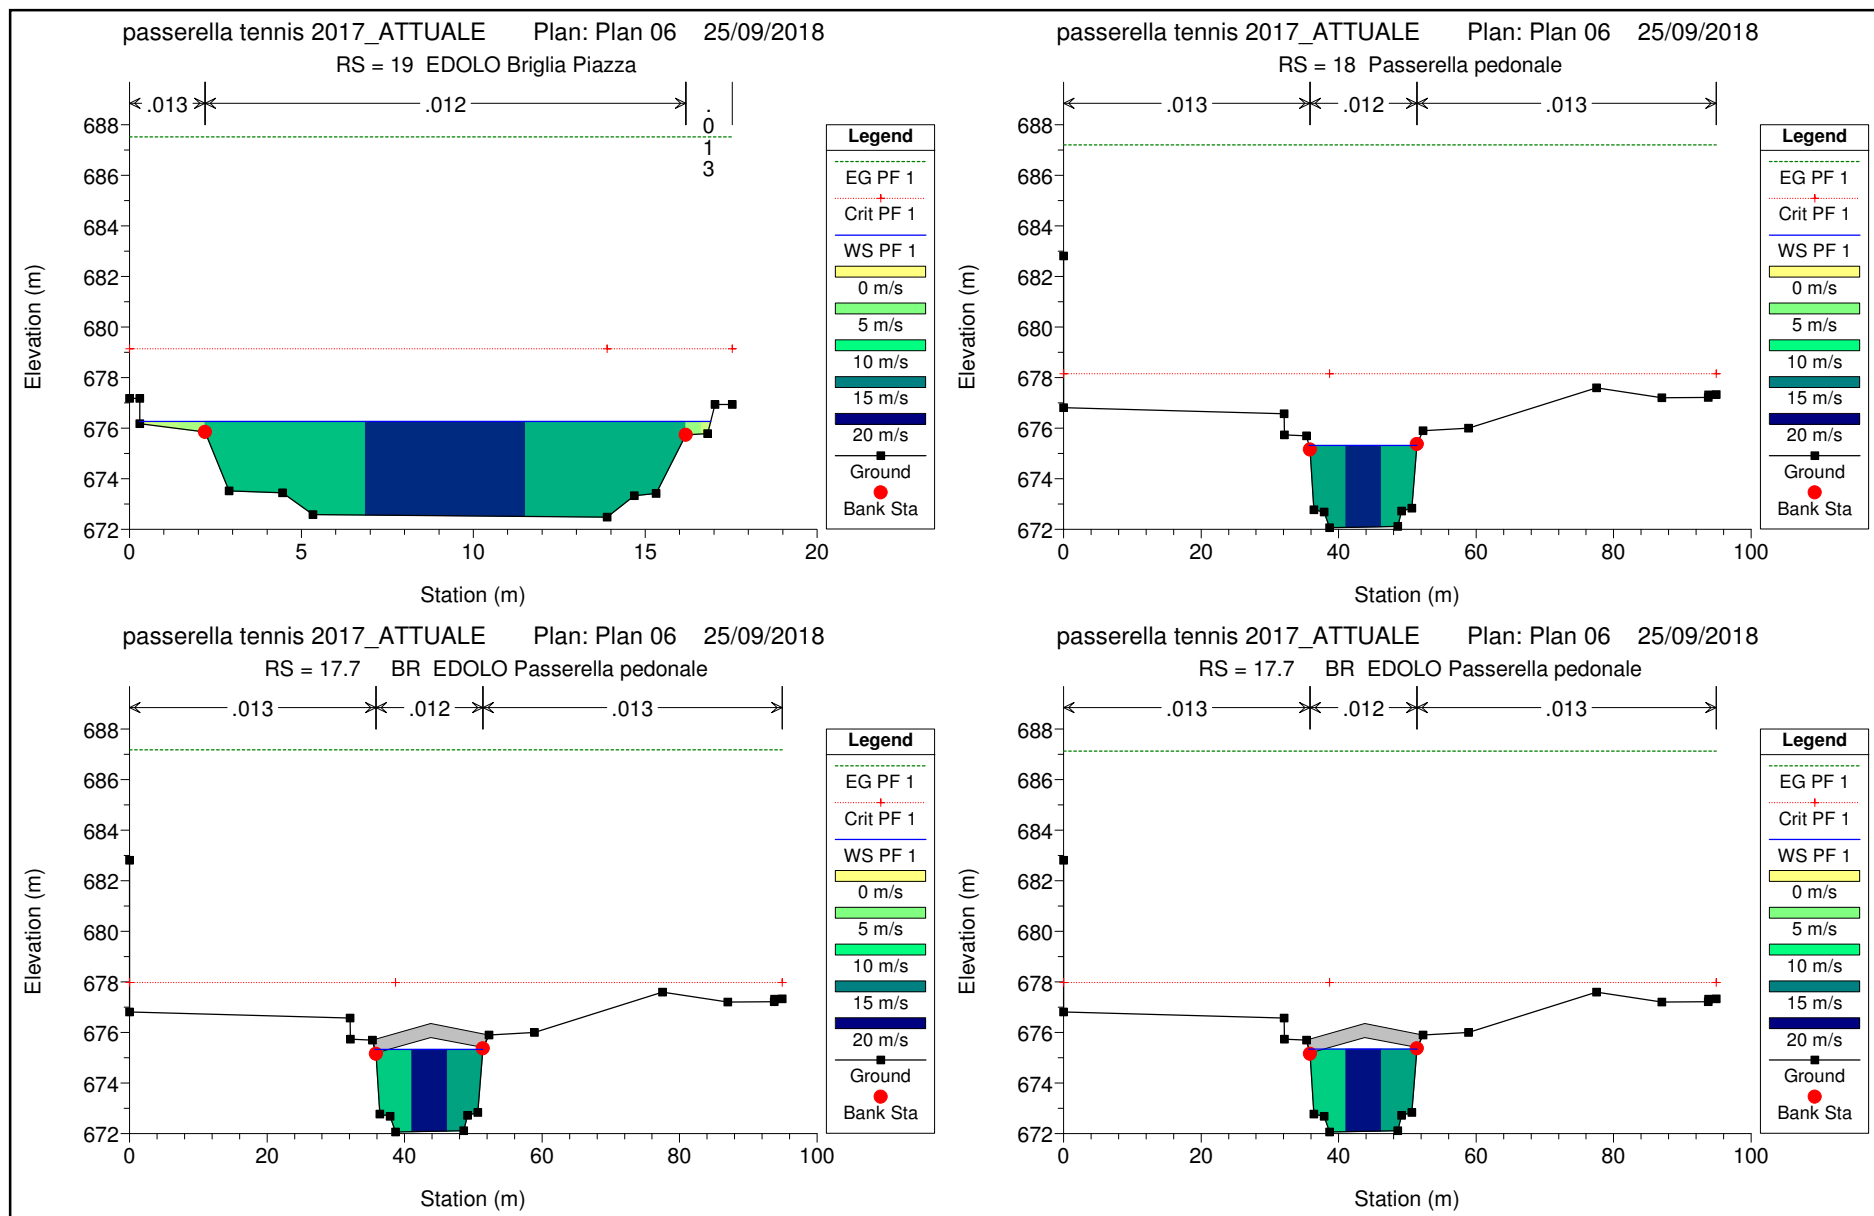 passerella tennis 2017_ATTUALE Plan: Plan 06 25/09/2018
RS = 19 EDOLO Briglia Piazza
.013
.012
.013
688
686
684
682
680
678
676
674
672
Elevation (m)
0
5
10
15
20
Station (m)
Legend
EG PF 1
Crit PF 1
WS PF 1
0 m/s
5 m/s
10 m/s
15 m/s
20 m/s
Ground
Bank Sta
passerella tennis 2017_ATTUALE Plan: Plan 06 25/09/2018
RS = 18 Passerella pedonale
.013
.012
.013
688
686
684
682
680
678
676
674
672
Elevation (m)
0
20
40
60
80
100
Station (m)
Legend
EG PF 1
Crit PF 1
WS PF 1
0 m/s
5 m/s
10 m/s
15 m/s
20 m/s
Ground
Bank Sta
passerella tennis 2017_ATTUALE Plan: Plan 06 25/09/2018
RS = 17.7 BR EDOLO Passerella pedonale
.013
.012
.013
688
686
684
682
680
678
676
674
672
Elevation (m)
0
20
40
60
80
100
Station (m)
Legend
EG PF 1
Crit PF 1
WS PF 1
0 m/s
5 m/s
10 m/s
15 m/s
20 m/s
Ground
Bank Sta
passerella tennis 2017_ATTUALE Plan: Plan 06 25/09/2018
RS = 17.7 BR EDOLO Passerella pedonale
.013
.012
.013
688
686
684
682
680
678
676
674
672
Elevation (m)
0
20
40
60
80
100
Station (m)
Legend
EG PF 1
Crit PF 1
WS PF 1
0 m/s
5 m/s
10 m/s
15 m/s
20 m/s
Ground
Bank Sta